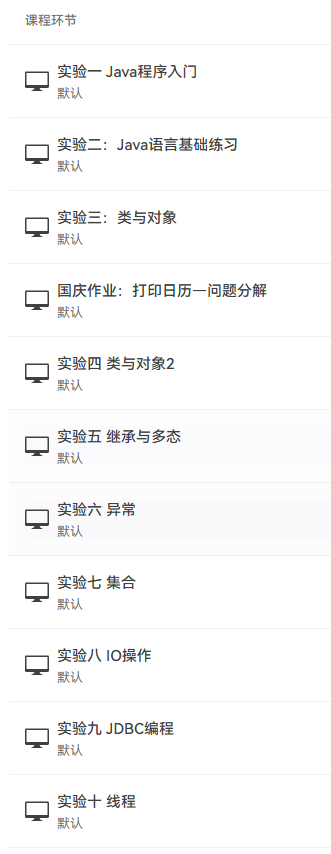 课程环节
实验一 Java程序入门
默认
实验二：Java语言基础练习
默认
实验三：类与对象
默认
国庆作业：打印日历—问题分解
默认
实验四 类与对象2
默认
实验五 继承与多态
默认
实验六 异常
默认
实验七 集合
默认
实验八 IO操作
默认
实验九 JDBC编程
默认
实验十 线程
默认